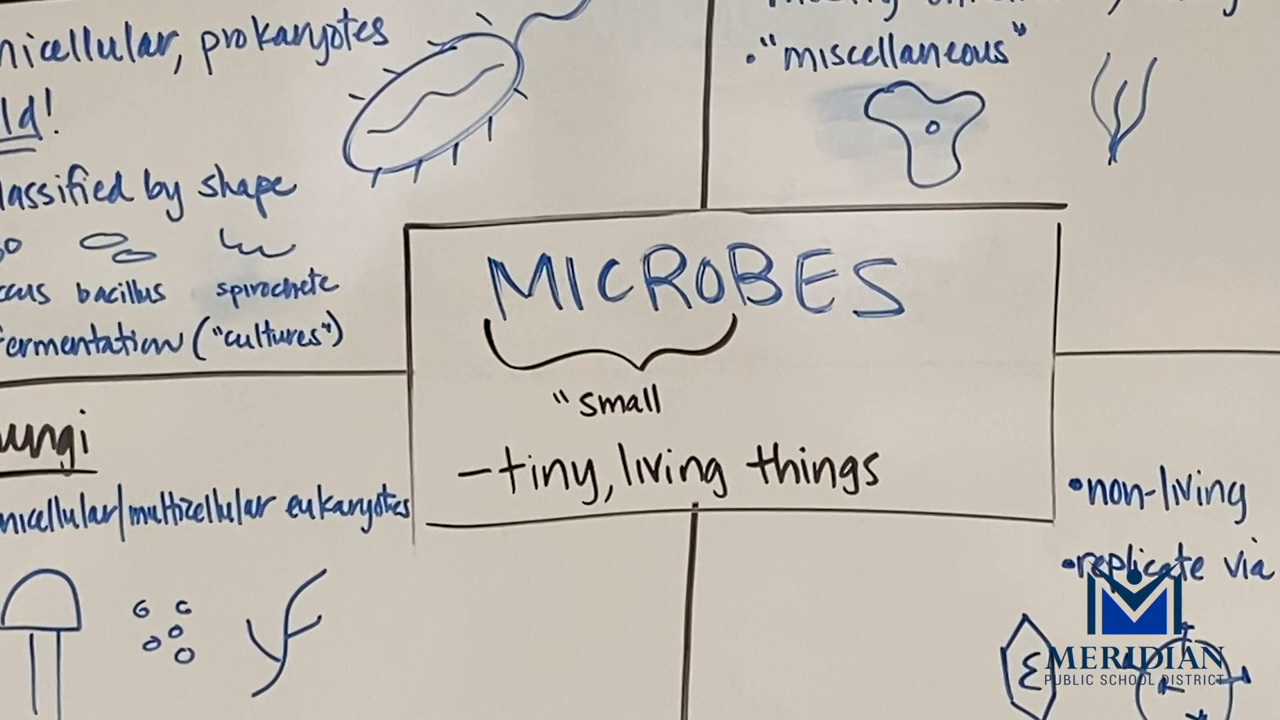 nicellular, prokaryotes
ld!
lassified by shape
ccus bacillus spirochete
fermentation ("cultures")
• "miscellaneous"
MICROBES
"small
- tiny, living things
ungi
nicellular/multicellular eukaryotes
• non-living
• replicate via
MERIDIAN
PUBLIC SCHOOL DISTRICT